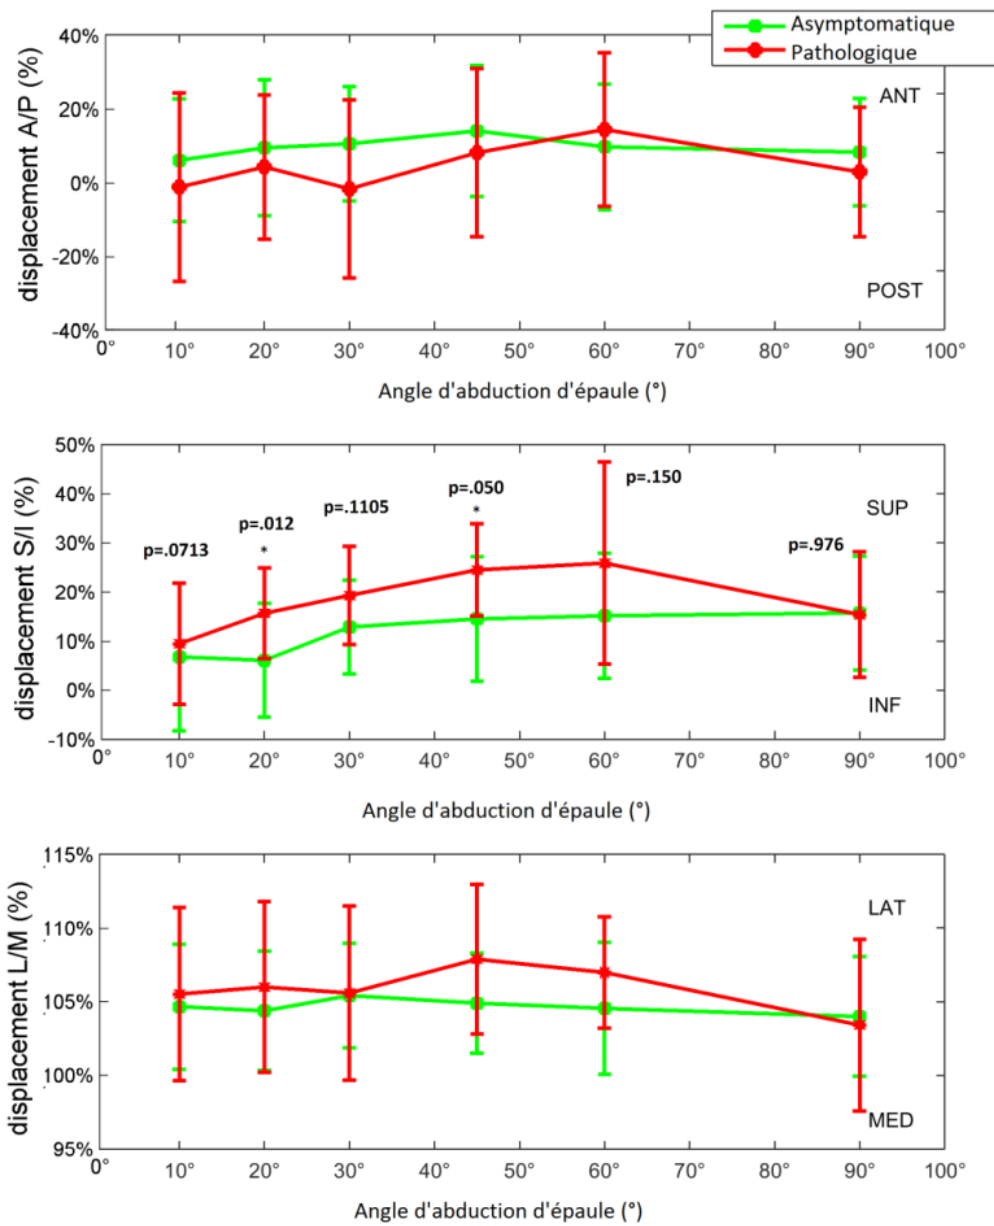 Asymptomatique
Pathologique
displacement A/P (%)
40%
20%
0%
-20%
-40%
ANT
POST
0° 10° 20° 30° 40° 50° 60° 70° 80° 90° 100°
Angle d'abduction d'épaule (°)
displacement S/I (%)
50%
40%
30%
20%
10%
0%
-10%
p=.0713
p=.012
*
p=.1105
p=.050
*
p=.150
p=.976
SUP
INF
0° 10° 20° 30° 40° 50° 60° 70° 80° 90° 100°
Angle d'abduction d'épaule (°)
displacement L/M (%)
115%
110%
105%
100%
95%
LAT
MED
0° 10° 20° 30° 40° 50° 60° 70° 80° 90° 100°
Angle d'abduction d'épaule (°)